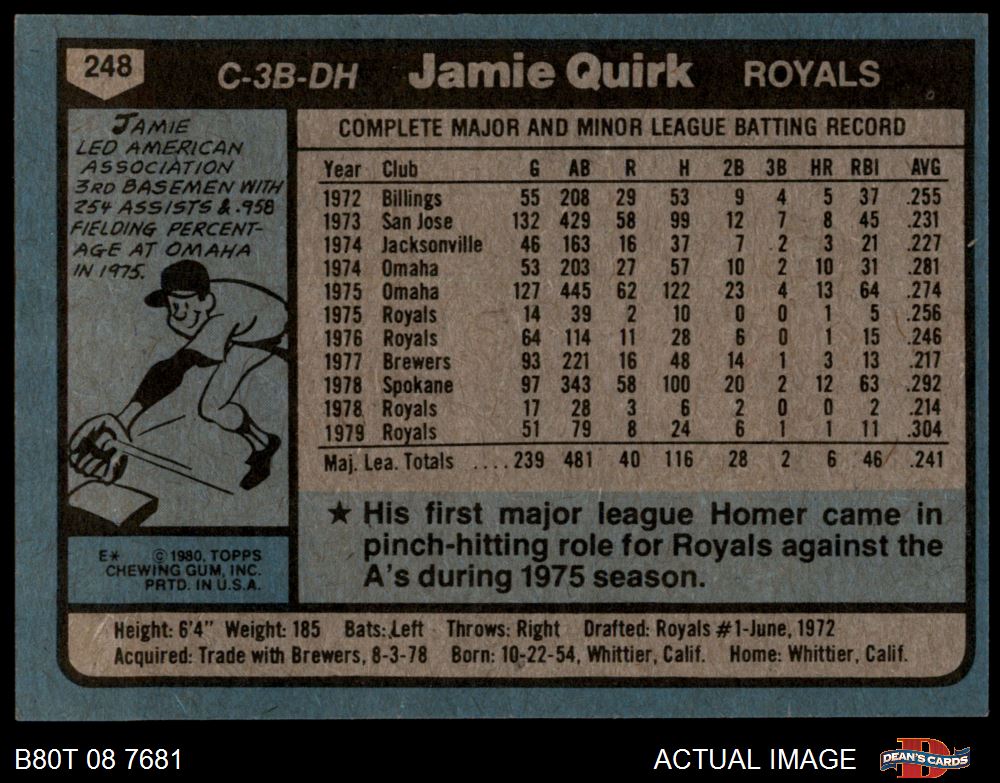 248 C-3B-DH Jamie Quirk ROYALS
JAMIE
LED AMERICAN
ASSOCIATION
3RD BASEMEN WITH
254 ASSISTS & .958
FIELDING PERCENT-
AGE AT OMAHA
IN 1975.
E* © 1980, TOPPS
CHEWING GUM, INC.
PRTD. IN U.S.A.
COMPLETE MAJOR AND MINOR LEAGUE BATTING RECORD
Year Club G AB R H 2B 3B HR RBI AVG
1972 Billings 55 208 29 53 9 4 5 37 .255
1973 San Jose 132 429 58 99 12 7 8 45 .231
1974 Jacksonville 46 163 16 37 7 2 3 21 .227
1974 Omaha 53 203 27 57 10 2 10 31 .281
1975 Omaha 127 445 62 122 23 4 13 64 .274
1975 Royals 14 39 2 10 0 0 1 5 .256
1976 Royals 64 114 11 28 6 0 1 15 .246
1977 Brewers 93 221 16 48 14 1 3 13 .217
1978 Spokane 97 343 58 100 20 2 12 63 .292
1978 Royals 17 28 3 6 2 0 0 2 .214
1979 Royals 51 79 8 24 6 1 1 11 .304
Maj. Lea. Totals .... 239 481 40 116 28 2 6 46 .241
★ His first major league Homer came in
pinch-hitting role for Royals against the
A's during 1975 season.
Height: 6'4" Weight: 185 Bats: Left Throws: Right Drafted: Royals #1-June, 1972
Acquired: Trade with Brewers, 8-3-78 Born: 10-22-54, Whittier, Calif. Home: Whittier, Calif.
B80T 08 7681 ACTUAL IMAGE DEAN'S CARDS